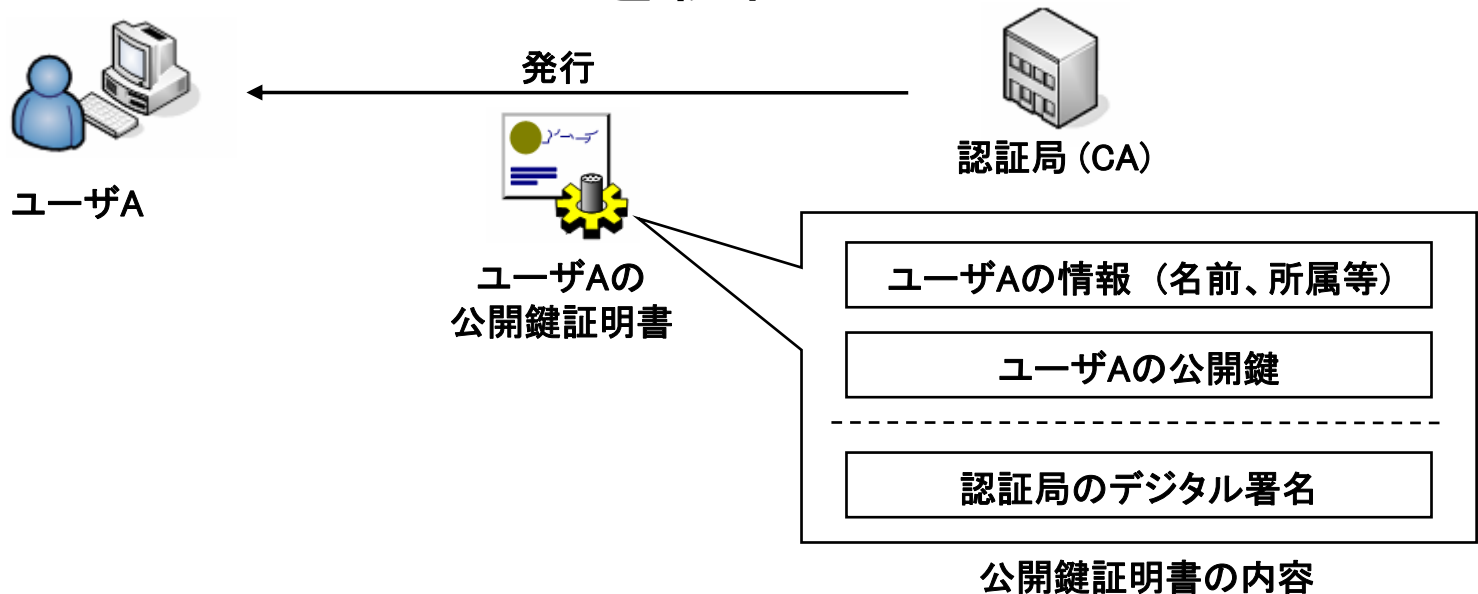 発行
認証局 (CA)
ユーザA
ユーザAの
公開鍵証明書
ユーザAの情報 (名前、所属等)
ユーザAの公開鍵
認証局のデジタル署名
公開鍵証明書の内容